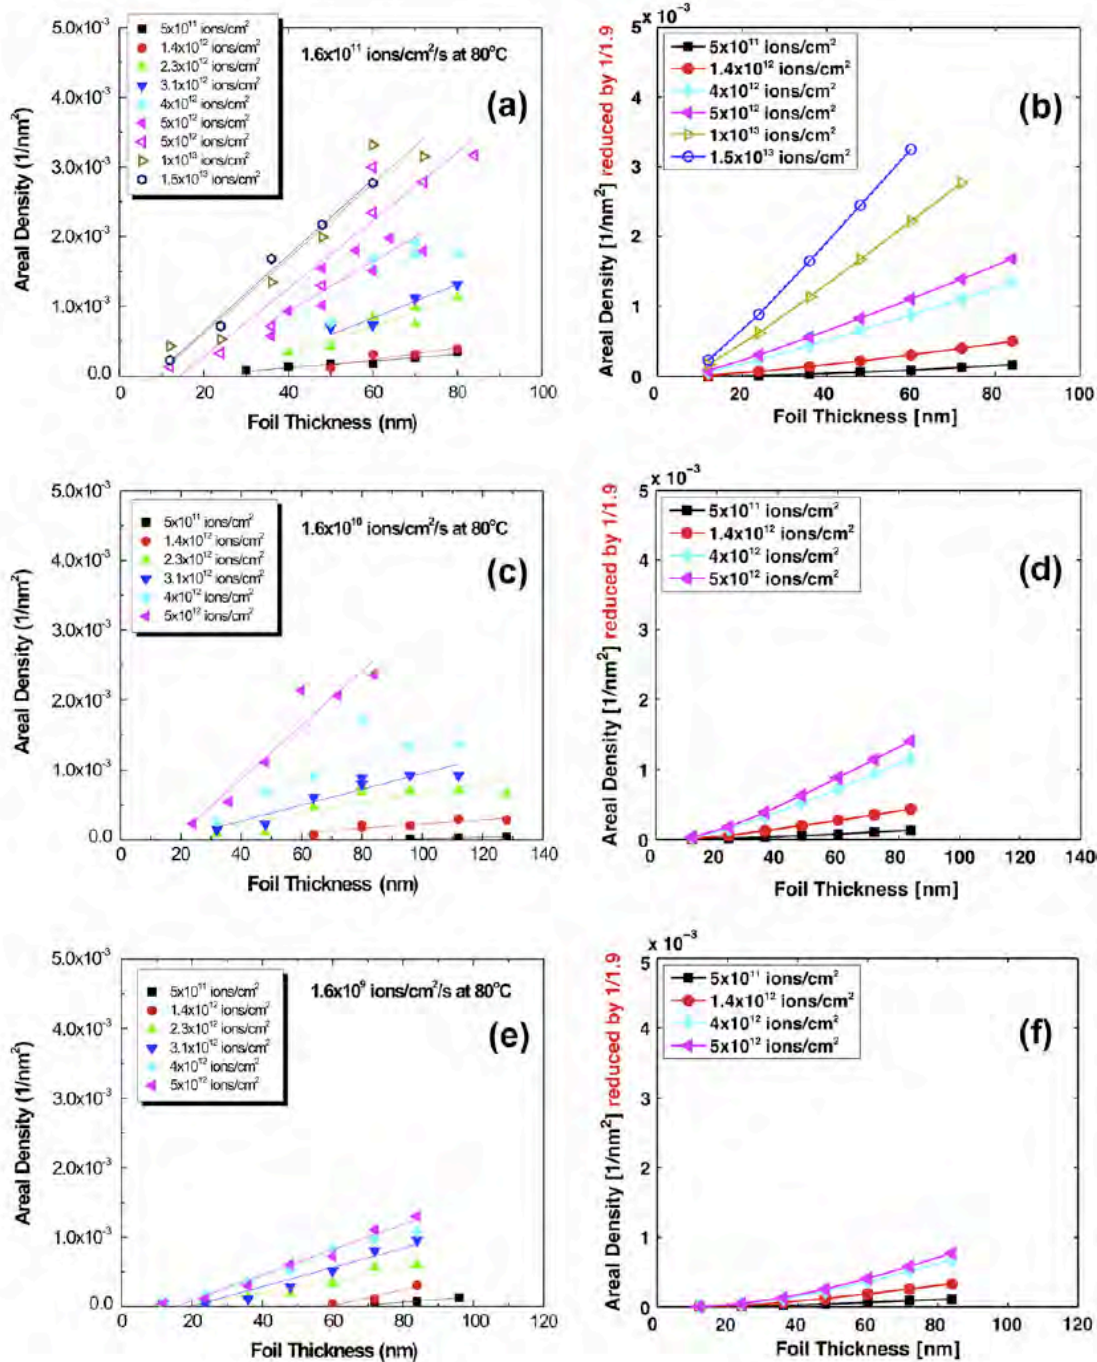 5.0x10⁻³
4.0x10⁻³
3.0x10⁻³
2.0x10⁻³
1.0x10⁻³
0.0
Areal Density (1/nm²)
5x10¹¹ ions/cm²
1.4x10¹² ions/cm²
2.3x10¹² ions/cm²
3.1x10¹² ions/cm²
4x10¹² ions/cm²
5x10¹² ions/cm²
5x10¹² ions/cm²
1x10¹³ ions/cm²
1.5x10¹³ ions/cm²
1.6x10¹¹ ions/cm²/s at 80°C
(a)
0 20 40 60 80 100
Foil Thickness (nm)
x 10⁻³
5
4
3
2
1
0
Areal Density [1/nm²] reduced by 1/1.9
5x10¹¹ ions/cm²
1.4x10¹² ions/cm²
4x10¹² ions/cm²
5x10¹² ions/cm²
1x10¹³ ions/cm²
1.5x10¹³ ions/cm²
(b)
0 20 40 60 80 100
Foil Thickness [nm]
5.0x10⁻³
4.0x10⁻³
3.0x10⁻³
2.0x10⁻³
1.0x10⁻³
0.0
Areal Density (1/nm²)
5x10¹¹ ions/cm²
1.4x10¹² ions/cm²
2.3x10¹² ions/cm²
3.1x10¹² ions/cm²
4x10¹² ions/cm²
5x10¹² ions/cm²
1.6x10¹⁰ ions/cm²/s at 80°C
(c)
0 20 40 60 80 100 120 140
Foil Thickness (nm)
x 10⁻³
5
4
3
2
1
0
Areal Density [1/nm²] reduced by 1/1.9
5x10¹¹ ions/cm²
1.4x10¹² ions/cm²
4x10¹² ions/cm²
5x10¹² ions/cm²
(d)
0 20 40 60 80 100 120 140
Foil Thickness [nm]
5.0x10⁻³
4.0x10⁻³
3.0x10⁻³
2.0x10⁻³
1.0x10⁻³
0.0
Areal Density (1/nm²)
5x10¹¹ ions/cm²
1.4x10¹² ions/cm²
2.3x10¹² ions/cm²
3.1x10¹² ions/cm²
4x10¹² ions/cm²
5x10¹² ions/cm²
1.6x10⁹ ions/cm²/s at 80°C
(e)
0 20 40 60 80 100 120
Foil Thickness (nm)
x 10⁻³
5
4
3
2
1
0
Areal Density [1/nm²] reduced by 1/1.9
5x10¹¹ ions/cm²
1.4x10¹² ions/cm²
4x10¹² ions/cm²
5x10¹² ions/cm²
(f)
0 20 40 60 80 100 120
Foil Thickness [nm]